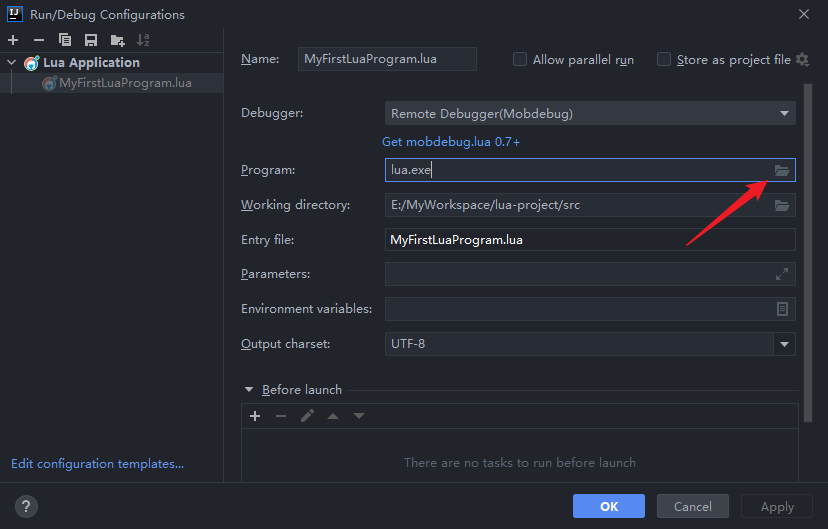 Run/Debug Configurations
Lua Application
MyFirstLuaProgram.lua
Name: MyFirstLuaProgram.lua Allow parallel run Store as project file
Debugger: Remote Debugger(Mobdebug)
Get mobdebug.lua 0.7+
Program: lua.exe
Working directory: E:/MyWorkspace/lua-project/src
Entry file: MyFirstLuaProgram.lua
Parameters:
Environment variables:
Output charset: UTF-8
Before launch
There are no tasks to run before launch
Edit configuration templates...
? OK Cancel Apply